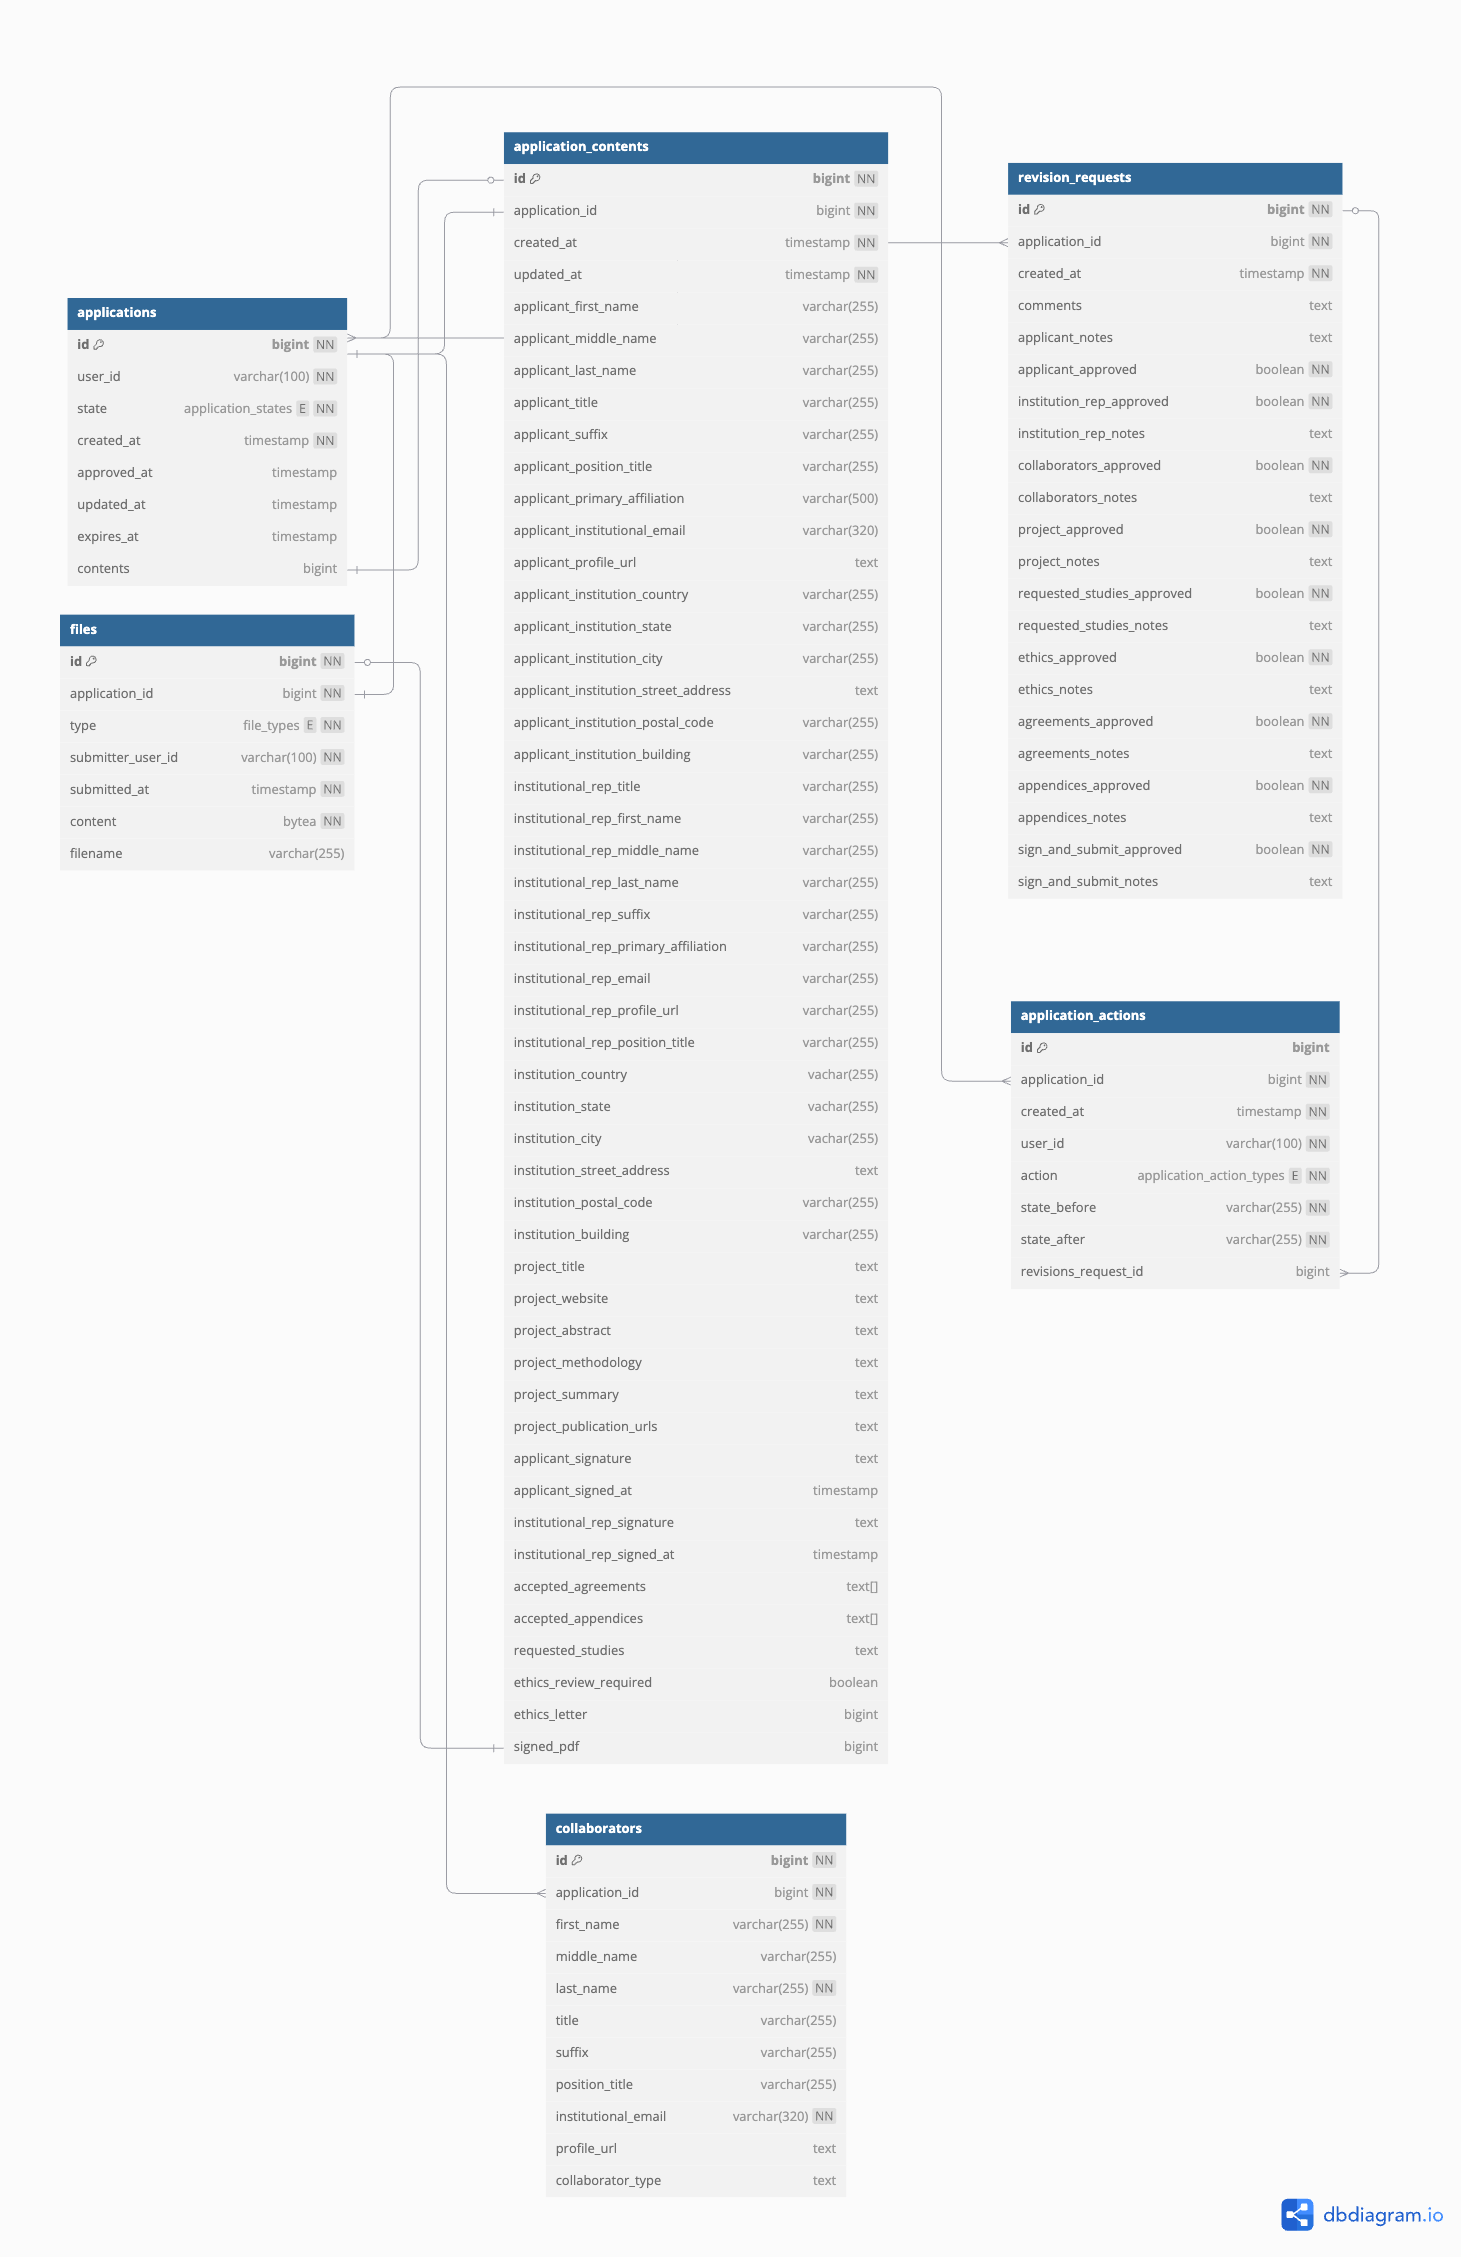 application_contents
id bigint NN
application_id bigint NN
created_at timestamp NN
updated_at timestamp NN
applicant_first_name varchar(255)
applicant_middle_name varchar(255)
applicant_last_name varchar(255)
applicant_title varchar(255)
applicant_suffix varchar(255)
applicant_position_title varchar(255)
applicant_primary_affiliation varchar(500)
applicant_institutional_email varchar(320)
applicant_profile_url text
applicant_institution_country varchar(255)
applicant_institution_state varchar(255)
applicant_institution_city varchar(255)
applicant_institution_street_address text
applicant_institution_postal_code varchar(255)
applicant_institution_building varchar(255)
institutional_rep_title varchar(255)
institutional_rep_first_name varchar(255)
institutional_rep_middle_name varchar(255)
institutional_rep_last_name varchar(255)
institutional_rep_suffix varchar(255)
institutional_rep_primary_affiliation varchar(255)
institutional_rep_email varchar(255)
institutional_rep_profile_url varchar(255)
institutional_rep_position_title varchar(255)
institution_country vachar(255)
institution_state vachar(255)
institution_city vachar(255)
institution_street_address text
institution_postal_code varchar(255)
institution_building varchar(255)
project_title text
project_website text
project_abstract text
project_methodology text
project_summary text
project_publication_urls text
applicant_signature text
applicant_signed_at timestamp
institutional_rep_signature text
institutional_rep_signed_at timestamp
accepted_agreements text[]
accepted_appendices text[]
requested_studies text
ethics_review_required boolean
ethics_letter bigint
signed_pdf bigint
revision_requests
id bigint NN
application_id bigint NN
created_at timestamp NN
comments text
applicant_notes text
applicant_approved boolean NN
institution_rep_approved boolean NN
institution_rep_notes text
collaborators_approved boolean NN
collaborators_notes text
project_approved boolean NN
project_notes text
requested_studies_approved boolean NN
requested_studies_notes text
ethics_approved boolean NN
ethics_notes text
agreements_approved boolean NN
agreements_notes text
appendices_approved boolean NN
appendices_notes text
sign_and_submit_approved boolean NN
sign_and_submit_notes text
applications
id bigint NN
user_id varchar(100) NN
state application_states E NN
created_at timestamp NN
approved_at timestamp
updated_at timestamp
expires_at timestamp
contents bigint
files
id bigint NN
application_id bigint NN
type file_types E NN
submitter_user_id varchar(100) NN
submitted_at timestamp NN
content bytea NN
filename varchar(255)
application_actions
id bigint
application_id bigint NN
created_at timestamp NN
user_id varchar(100) NN
action application_action_types E NN
state_before varchar(255) NN
state_after varchar(255) NN
revisions_request_id bigint
collaborators
id bigint NN
application_id bigint NN
first_name varchar(255) NN
middle_name varchar(255)
last_name varchar(255) NN
title varchar(255)
suffix varchar(255)
position_title varchar(255)
institutional_email varchar(320) NN
profile_url text
collaborator_type text
dbdiagram.io